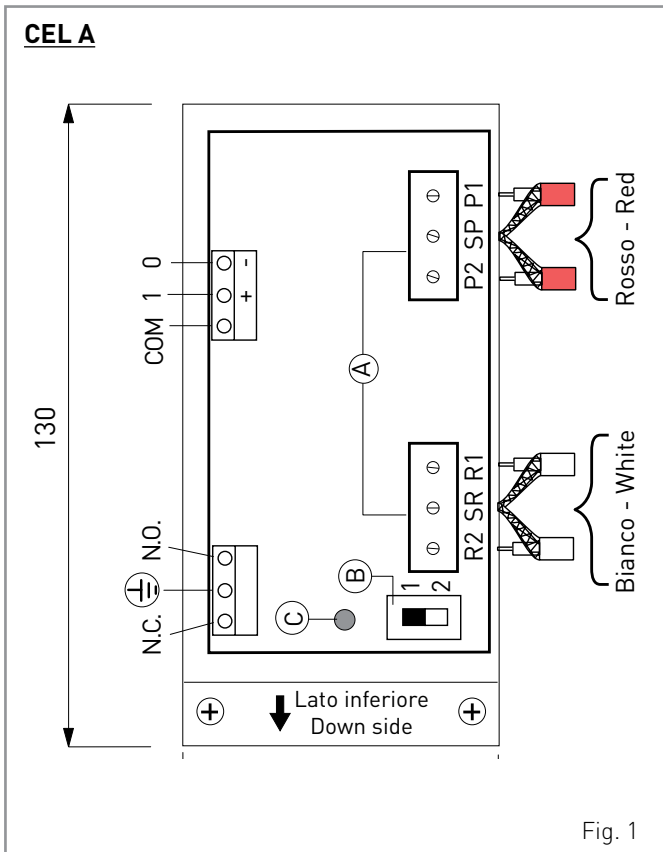 CEL A
130
0
1
COM
-
+
N.O.
N.C.
P2 SP P1
A
R2 SR R1
B
C
1
2
Rosso - Red
Bianco - White
Lato inferiore
Down side
Fig. 1